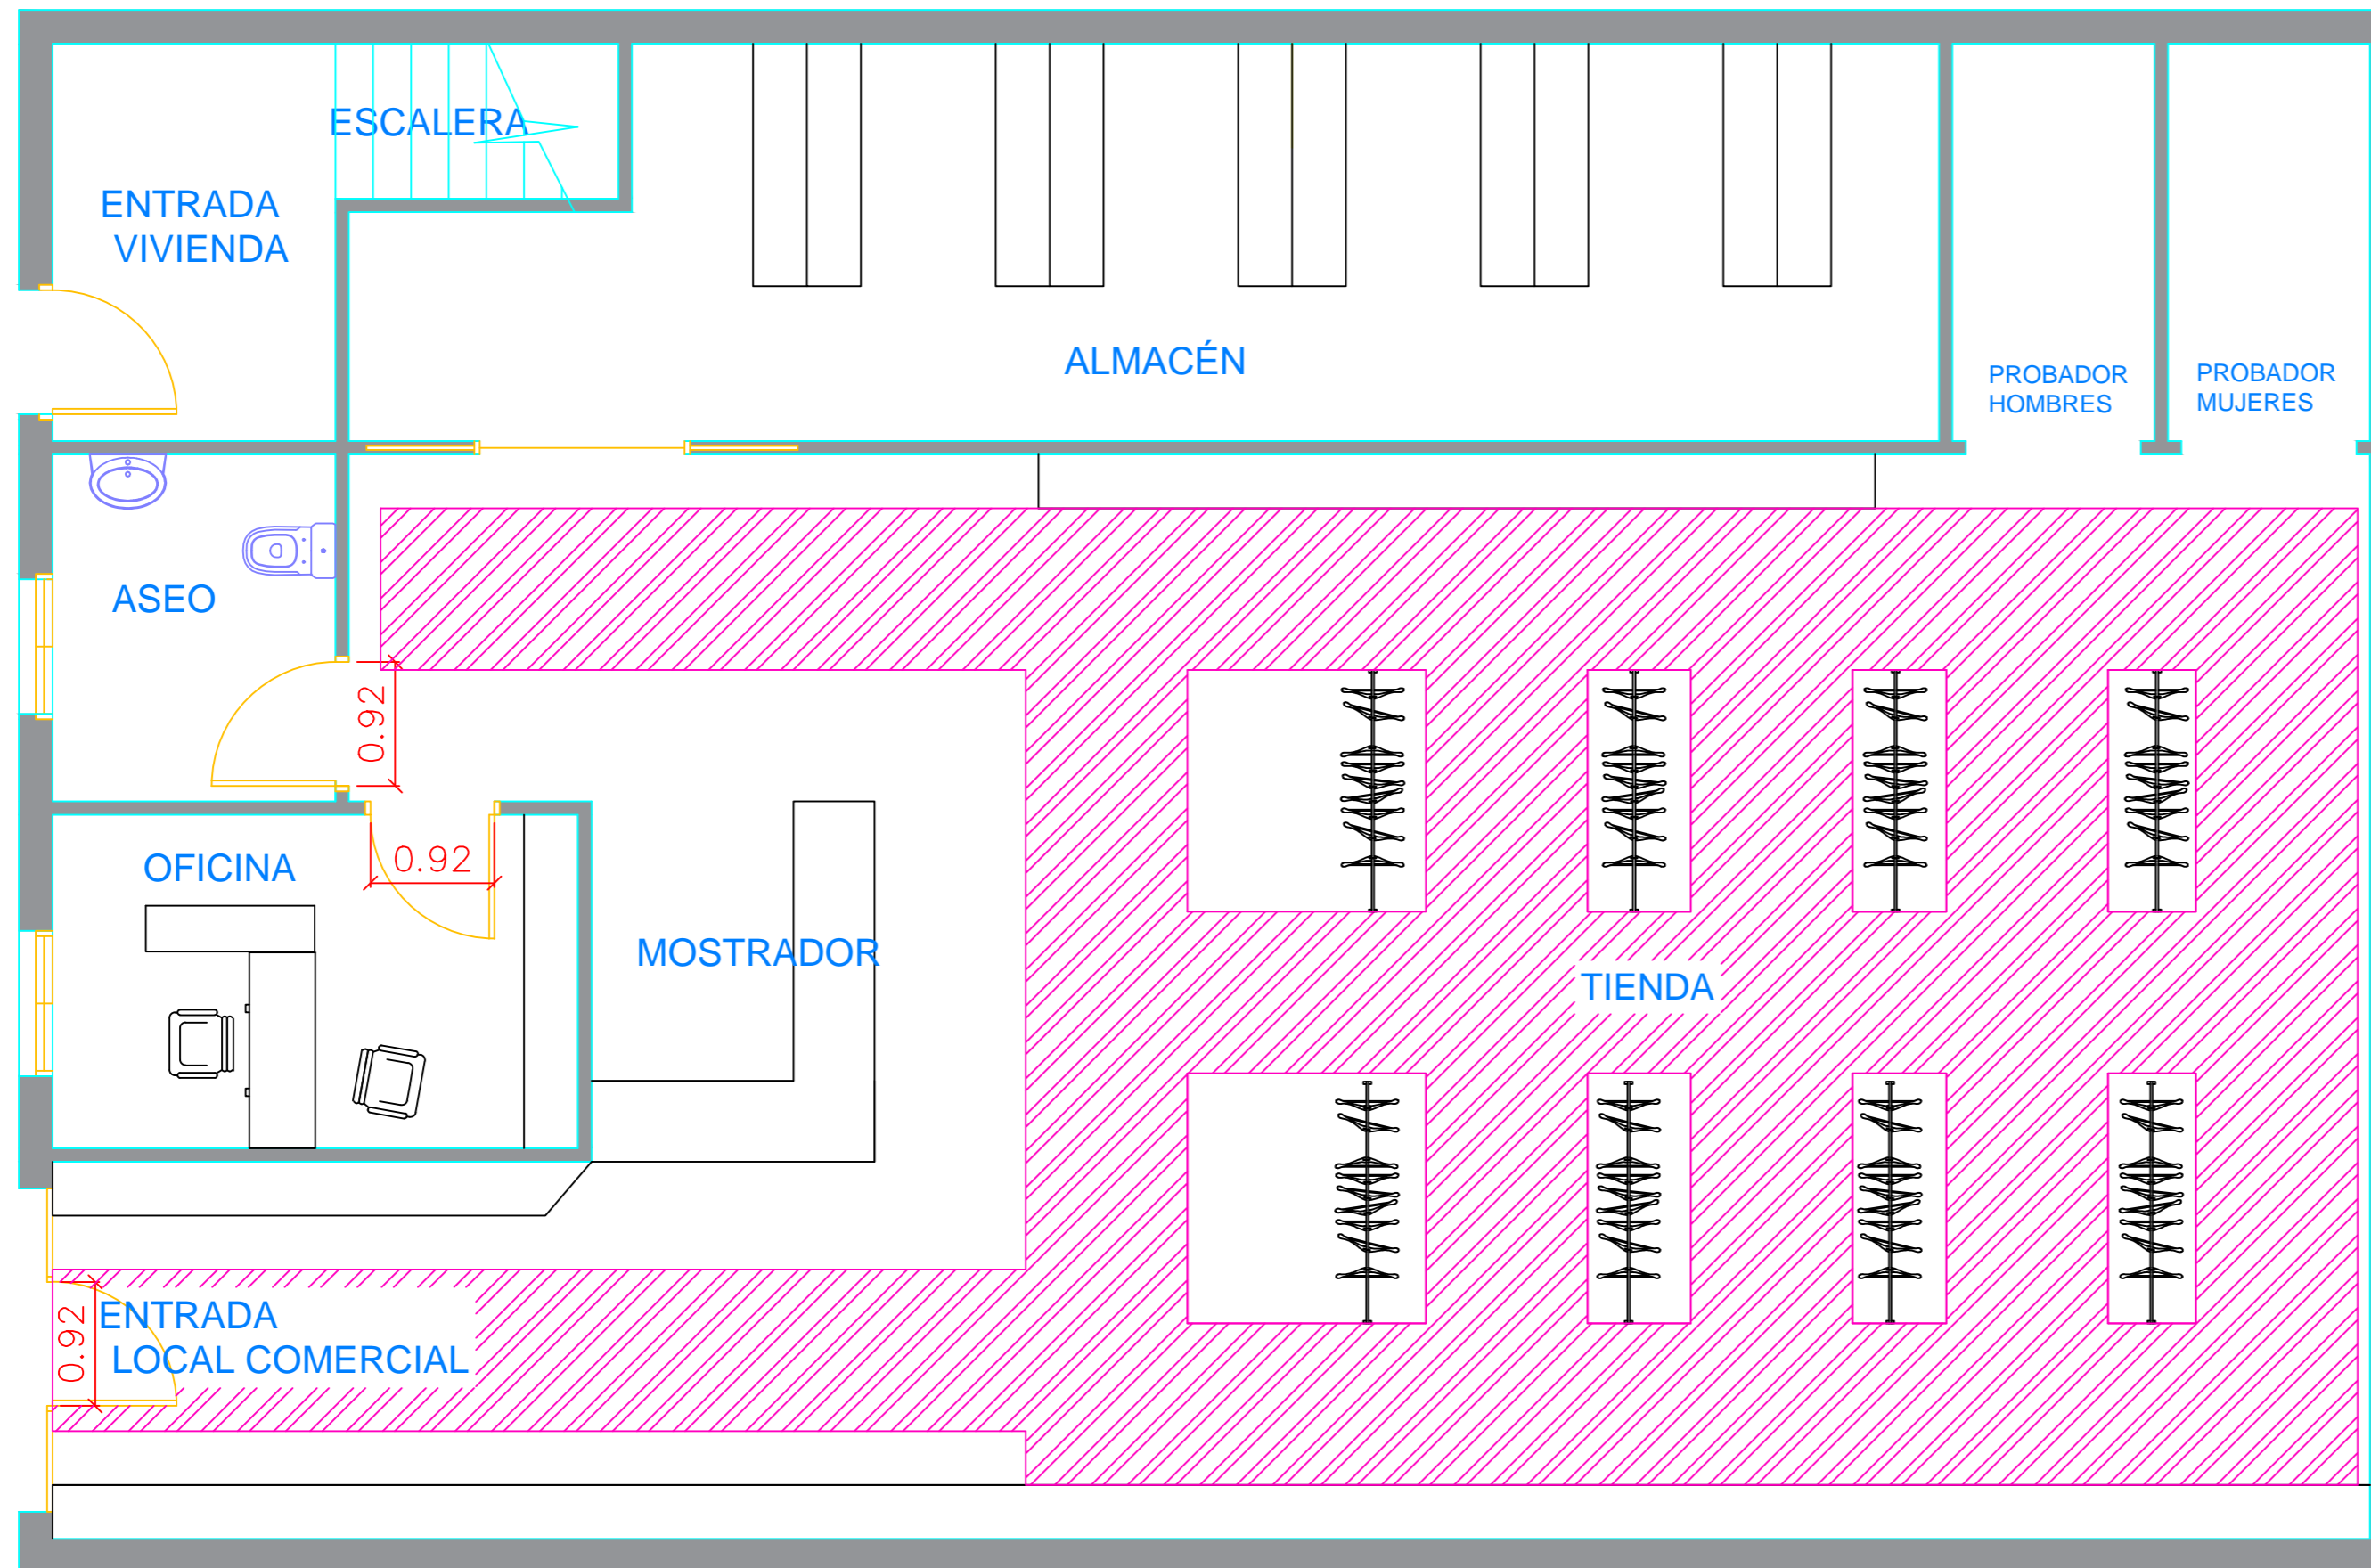 ESCALERA
ENTRADA
VIVIENDA
ALMACÉN
PROBADOR
HOMBRES
PROBADOR
MUJERES
ASEO
0.92
OFICINA
0.92
MOSTRADOR
TIENDA
0.92
ENTRADA
LOCAL COMERCIAL